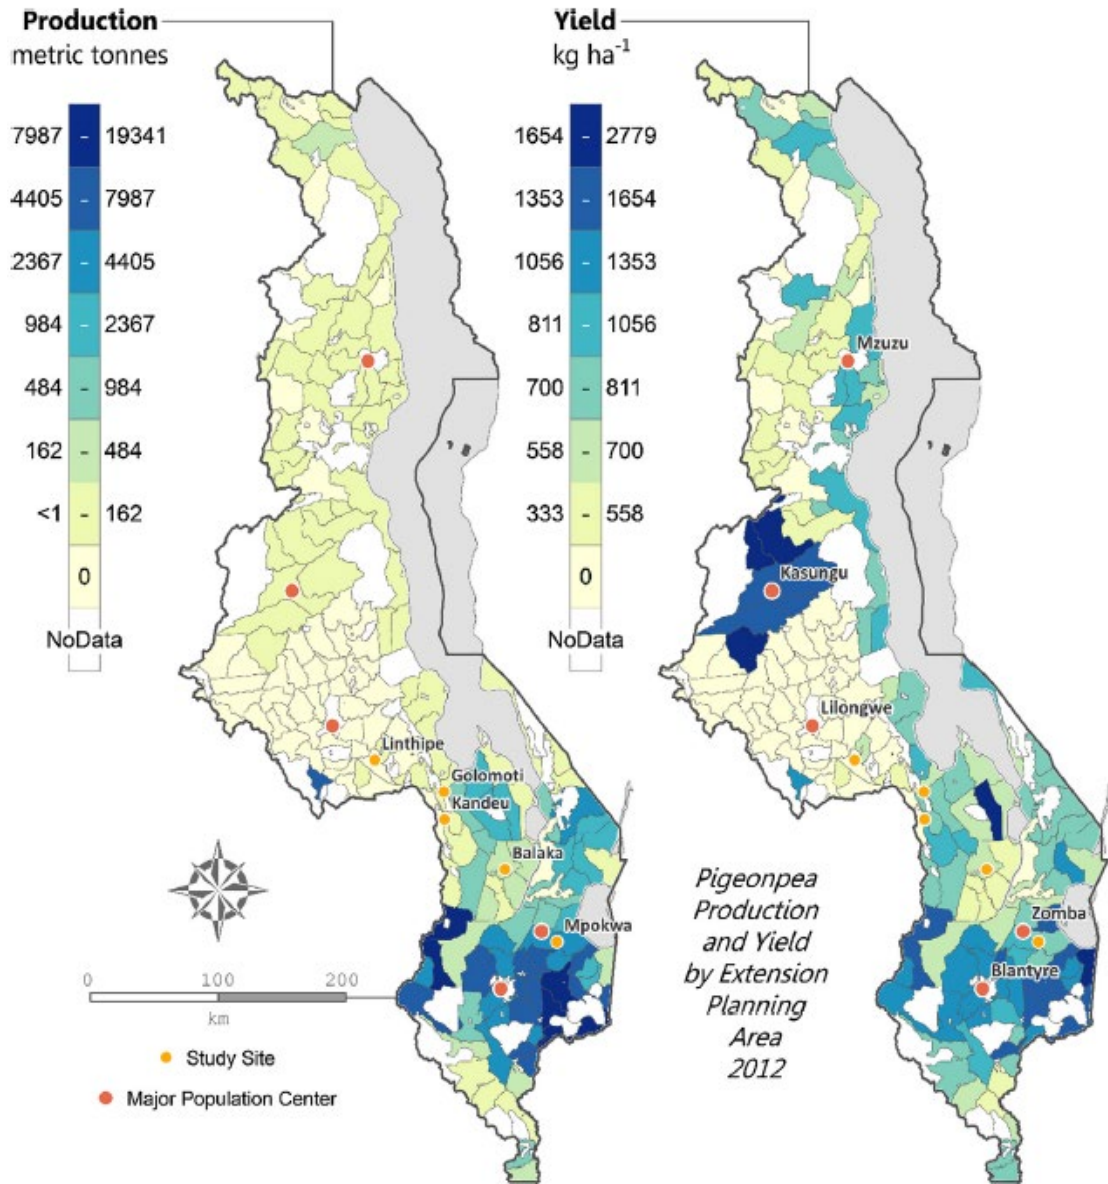 Production
metric tonnes
7987 - 19341
4405 - 7987
2367 - 4405
984 - 2367
484 - 984
162 - 484
<1 - 162
0
NoData
Linthipe
Golomoti
Kandeu
Balaka
Mpokwa
0 100 200
km
Study Site
Major Population Center
Yield
kg ha⁻¹
1654 - 2779
1353 - 1654
1056 - 1353
811 - 1056
700 - 811
558 - 700
333 - 558
0
NoData
Mzuzu
Kasungu
Lilongwe
Zomba
Blantyre
Pigeonpea
Production
and Yield
by Extension
Planning
Area
2012